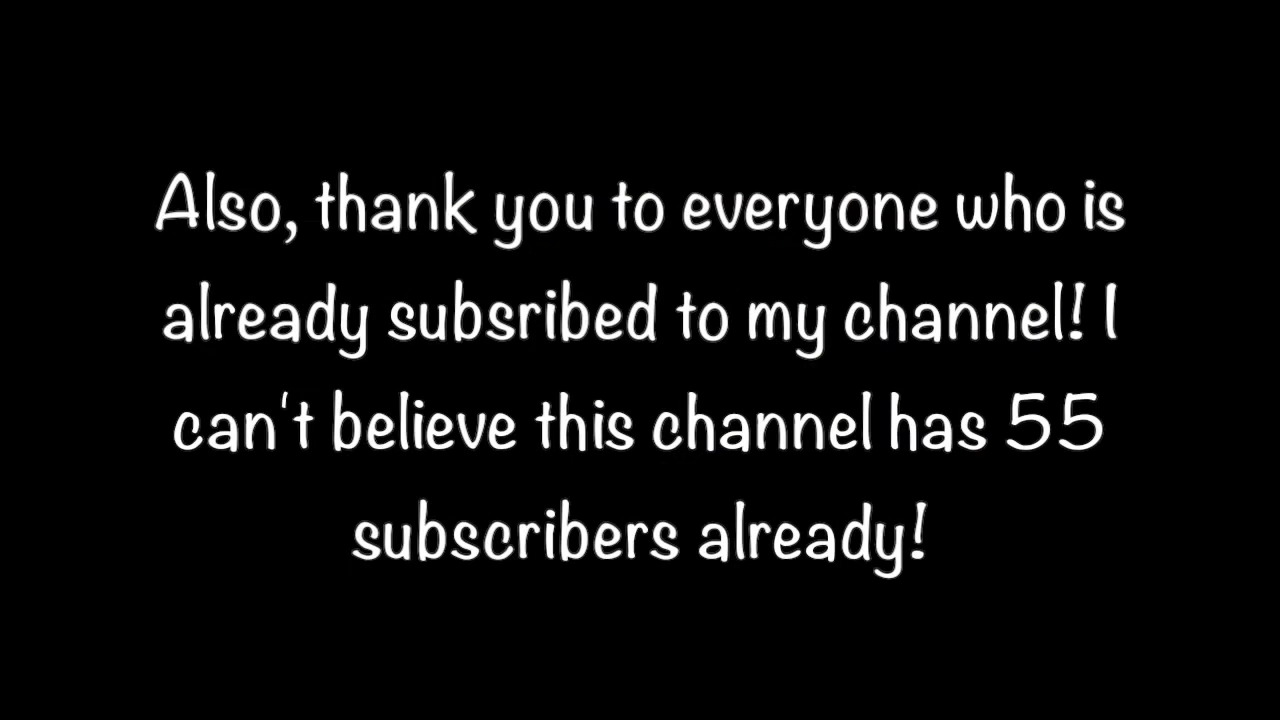 Also, thank you to everyone who is
already subsribed to my channel! I
can't believe this channel has 55
subscribers already!